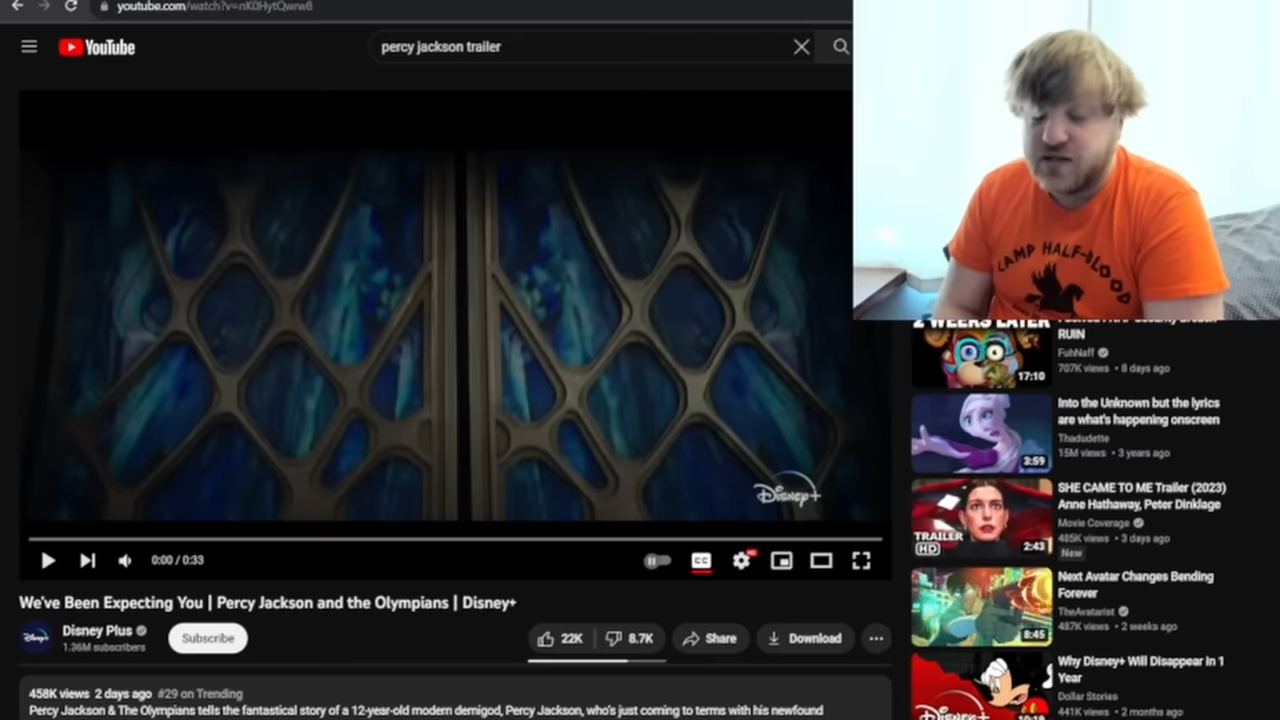 youtube.com/watch?v=nK0HytQwrw8
YouTube
percy jackson trailer
CAMP HALF-BLOOD
Disney+
0:00 / 0:33
CC
We've Been Expecting You | Percy Jackson and the Olympians | Disney+
Disney+
Disney Plus
1.36M subscribers
Subscribe
22K
8.7K
Share
Download
458K views 2 days ago #29 on Trending
Percy Jackson & The Olympians tells the fantastical story of a 12-year-old modern demigod, Percy Jackson, who's just coming to terms with his newfound
2 WEEKS LATER
17:10
RUIN
FuhNaff
707K views • 8 days ago
3:59
Into the Unknown but the lyrics
are what's happening onscreen
Thadudette
15M views • 3 years ago
TRAILER
HD
2:43
SHE CAME TO ME Trailer (2023)
Anne Hathaway, Peter Dinklage
Movie Coverage
485K views • 3 days ago
New
8:45
Next Avatar Changes Bending
Forever
TheAvatarist
487K views • 2 weeks ago
Disney+
10:19
Why Disney+ Will Disappear In 1
Year
Dollar Stories
441K views • 2 months ago